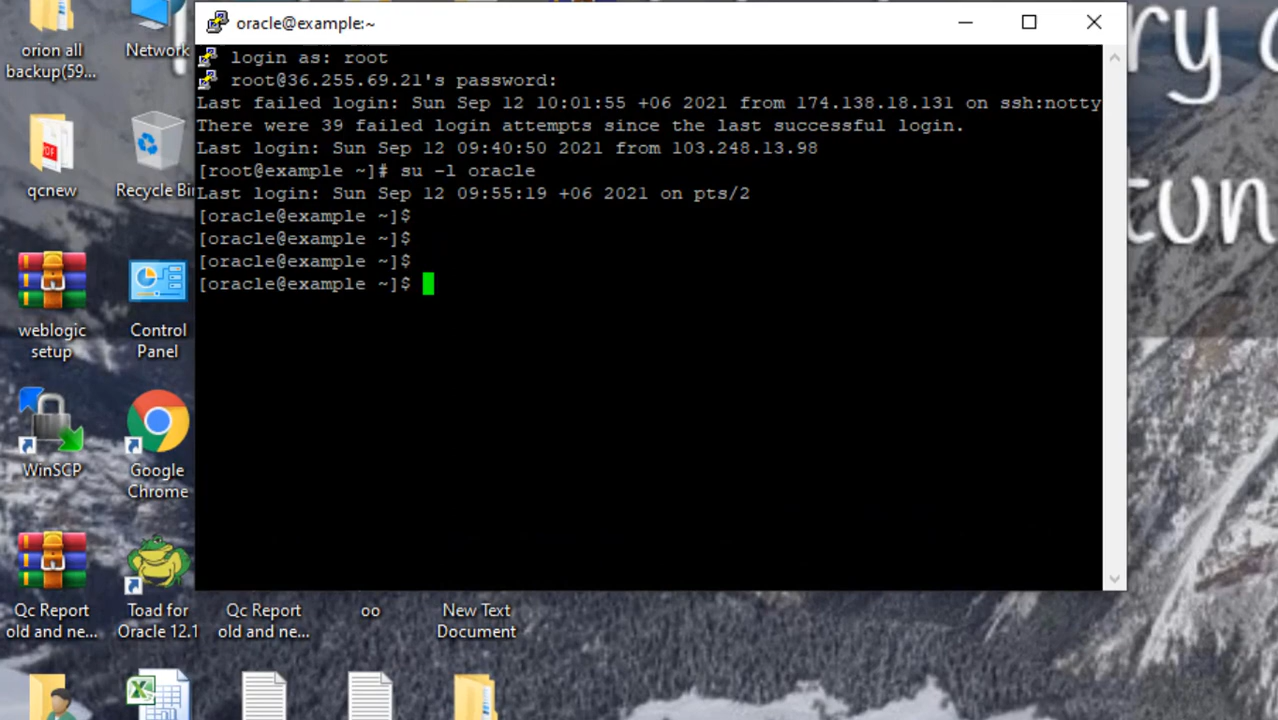 oracle@example:~
login as: root
root@36.255.69.21's password:
Last failed login: Sun Sep 12 10:01:55 +06 2021 from 174.138.18.131 on ssh:notty
There were 39 failed login attempts since the last successful login.
Last login: Sun Sep 12 09:40:50 2021 from 103.248.13.98
[root@example ~]# su -l oracle
Last login: Sun Sep 12 09:55:19 +06 2021 on pts/2
[oracle@example ~]$
[oracle@example ~]$
[oracle@example ~]$
[oracle@example ~]$
orion all
backup(59...
Network
qcnew
Recycle Bi
weblogic
setup
Control
Panel
WinSCP
Google
Chrome
Qc Report
old and ne...
Toad for
Oracle 12.1
Qc Report
old and ne...
oo
New Text
Document